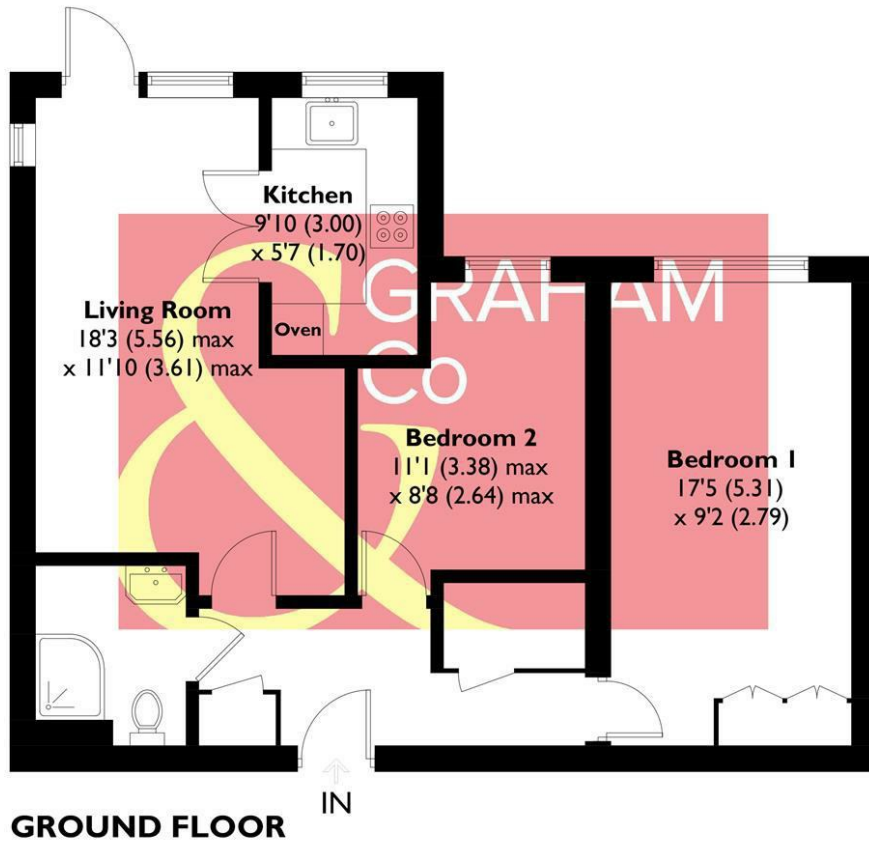 Kitchen
9'10 (3.00)
x 5'7 (1.70)
GRAHAM
&
Co
Living Room
18'3 (5.56) max
x 11'10 (3.61) max
Oven
Bedroom 2
11'1 (3.38) max
x 8'8 (2.64) max
Bedroom 1
17'5 (5.31)
x 9'2 (2.79)
IN
GROUND FLOOR